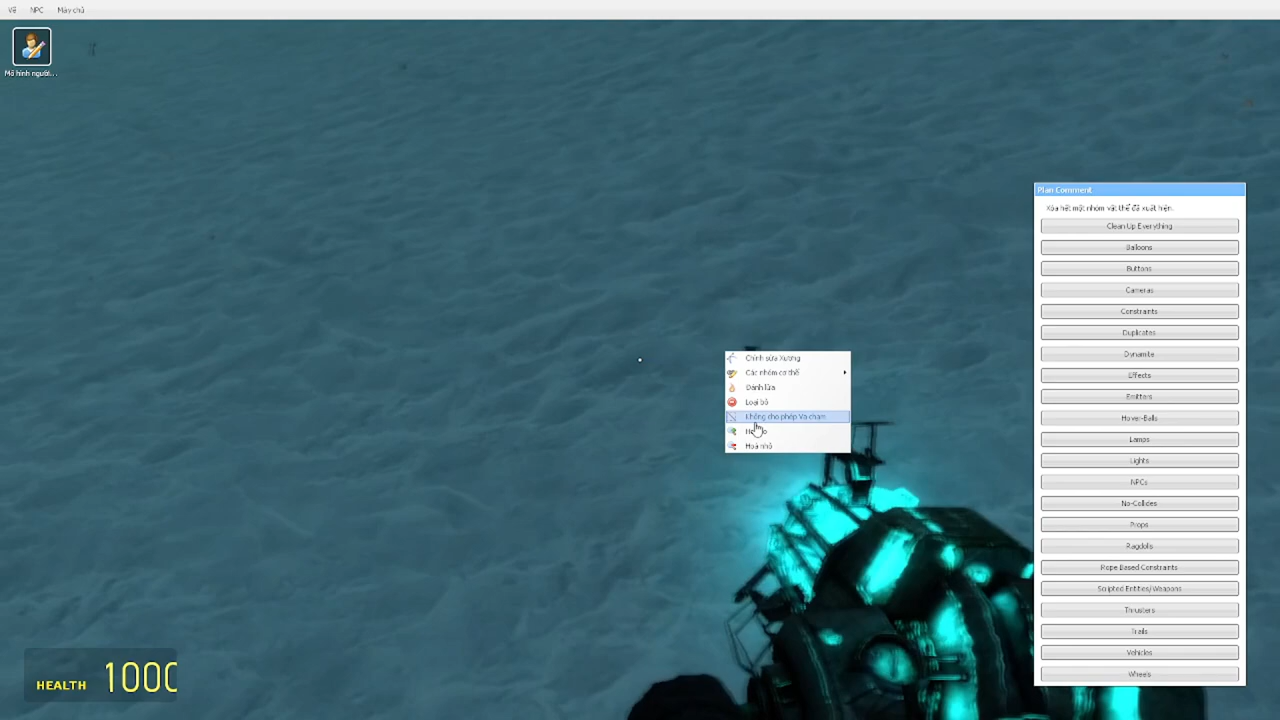 Vẽ NPC Máy chủ
Mô hình người...
Plan Comment
Xóa hết một nhóm vật thể đã xuất hiện.
Clean Up Everything
Balloons
Buttons
Cameras
Constraints
Duplicates
Dynamite
Effects
Emitters
Hover-Balls
Lamps
Lights
NPCs
No-Collides
Props
Ragdolls
Rope Based Constraints
Scripted Entities/Weapons
Thrusters
Trails
Vehicles
Wheels
Chỉnh sửa Xương
Các nhóm cơ thể
Đánh lửa
Loại bỏ
Không cho phép Va chạm
Hoá nhỏ
HEALTH 100